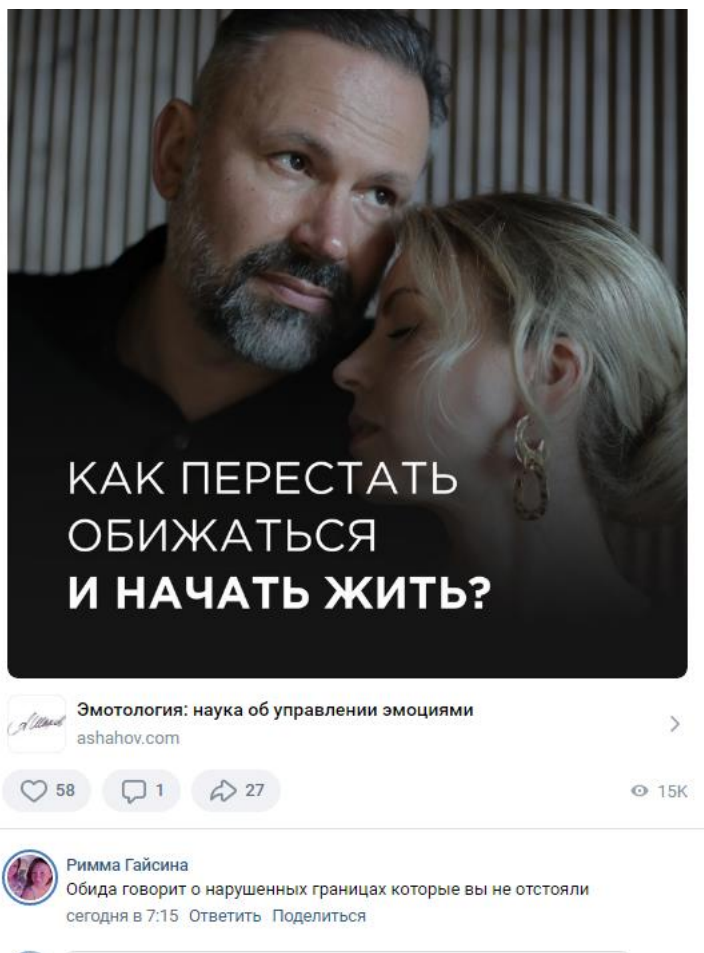 КАК ПЕРЕСТАТЬ
ОБИЖАТЬСЯ
И НАЧАТЬ ЖИТЬ?
Эмотология: наука об управлении эмоциями
ashahov.com
58
1
27
15K
Римма Гайсина
Обида говорит о нарушенных границах которые вы не отстояли
сегодня в 7:15 Ответить Поделиться